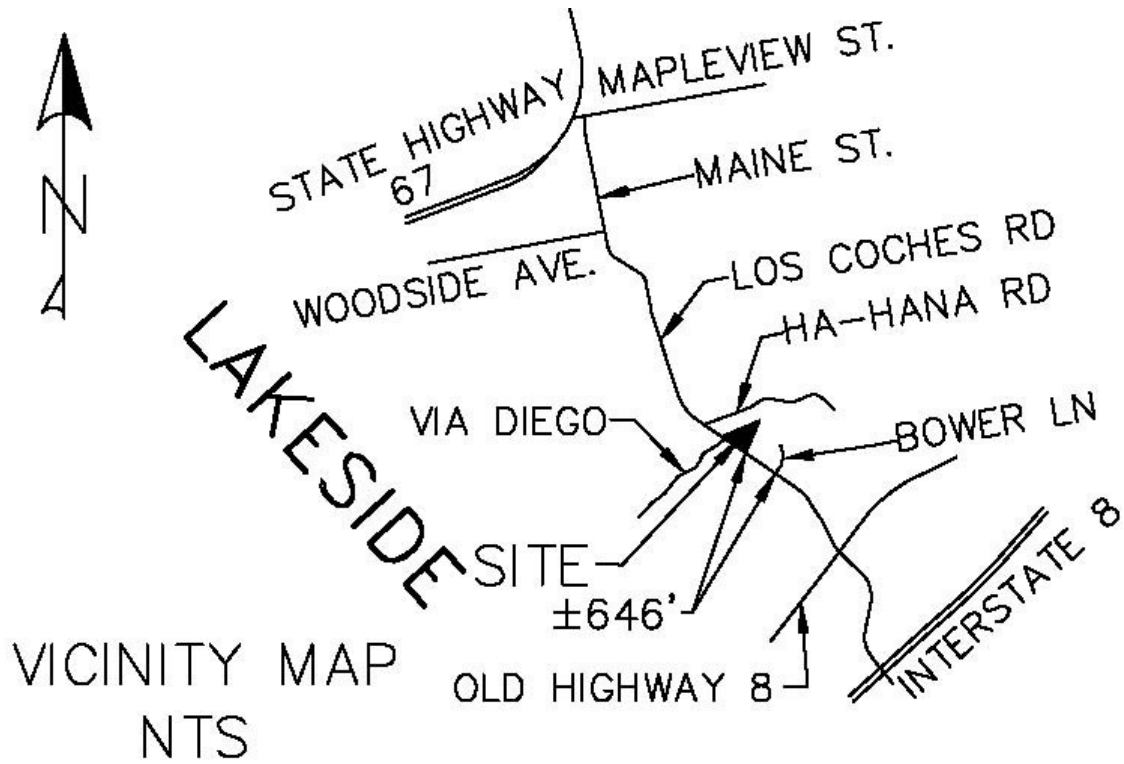 N
STATE HIGHWAY
67
MAPLEVIEW ST.
MAINE ST.
WOODSIDE AVE.
LOS COCHES RD
HA-HANA RD
LAKESIDE
VIA DIEGO
BOWER LN
SITE
±646'
INTERSTATE 8
OLD HIGHWAY 8
VICINITY MAP
NTS